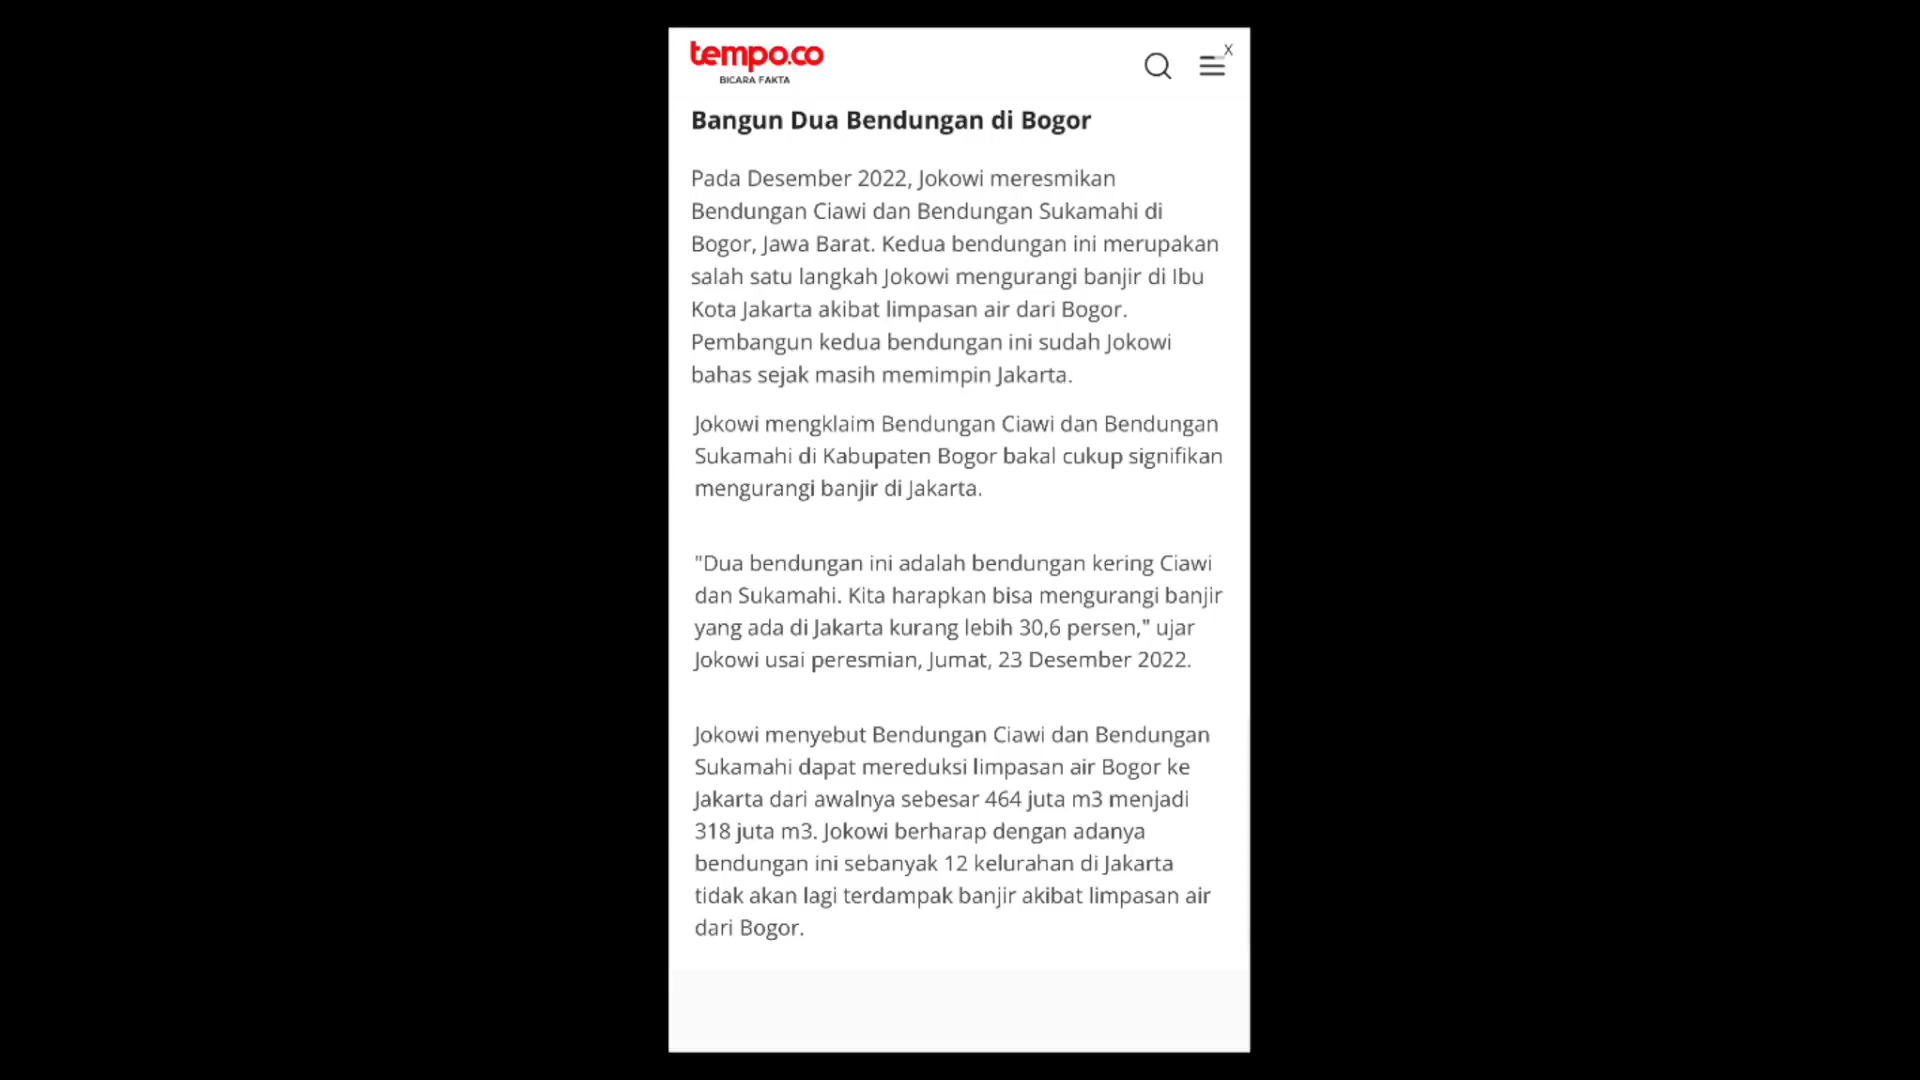 tempo.co
BICARA FAKTA
X
Bangun Dua Bendungan di Bogor
Pada Desember 2022, Jokowi meresmikan
Bendungan Ciawi dan Bendungan Sukamahi di
Bogor, Jawa Barat. Kedua bendungan ini merupakan
salah satu langkah Jokowi mengurangi banjir di Ibu
Kota Jakarta akibat limpasan air dari Bogor.
Pembangun kedua bendungan ini sudah Jokowi
bahas sejak masih memimpin Jakarta.
Jokowi mengklaim Bendungan Ciawi dan Bendungan
Sukamahi di Kabupaten Bogor bakal cukup signifikan
mengurangi banjir di Jakarta.
"Dua bendungan ini adalah bendungan kering Ciawi
dan Sukamahi. Kita harapkan bisa mengurangi banjir
yang ada di Jakarta kurang lebih 30,6 persen," ujar
Jokowi usai peresmian, Jumat, 23 Desember 2022.
Jokowi menyebut Bendungan Ciawi dan Bendungan
Sukamahi dapat mereduksi limpasan air Bogor ke
Jakarta dari awalnya sebesar 464 juta m3 menjadi
318 juta m3. Jokowi berharap dengan adanya
bendungan ini sebanyak 12 kelurahan di Jakarta
tidak akan lagi terdampak banjir akibat limpasan air
dari Bogor.